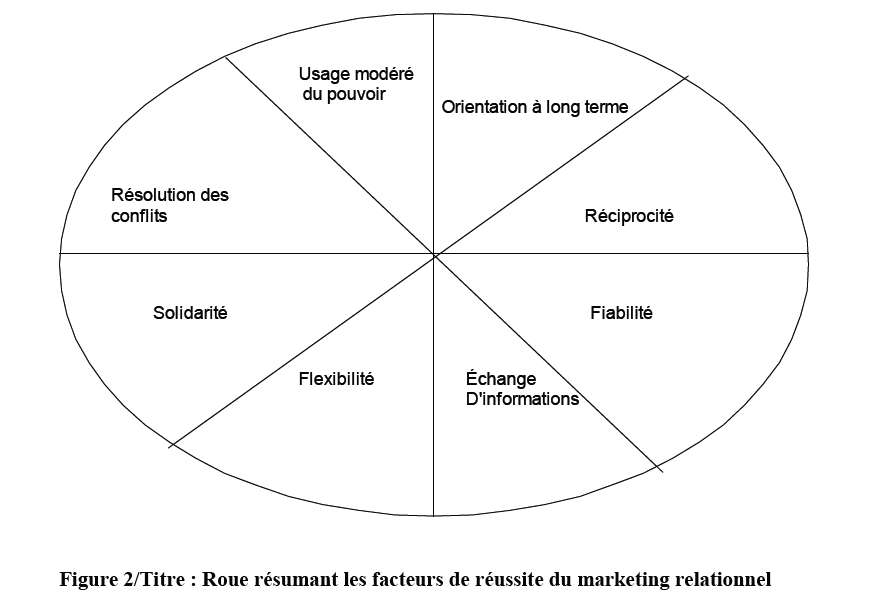 Usage modéré
du pouvoir
Orientation à long terme
Résolution des
conflits
Réciprocité
Solidarité
Fiabilité
Flexibilité
Échange
D'informations
Figure 2/Titre : Roue résumant les facteurs de réussite du marketing relationnel